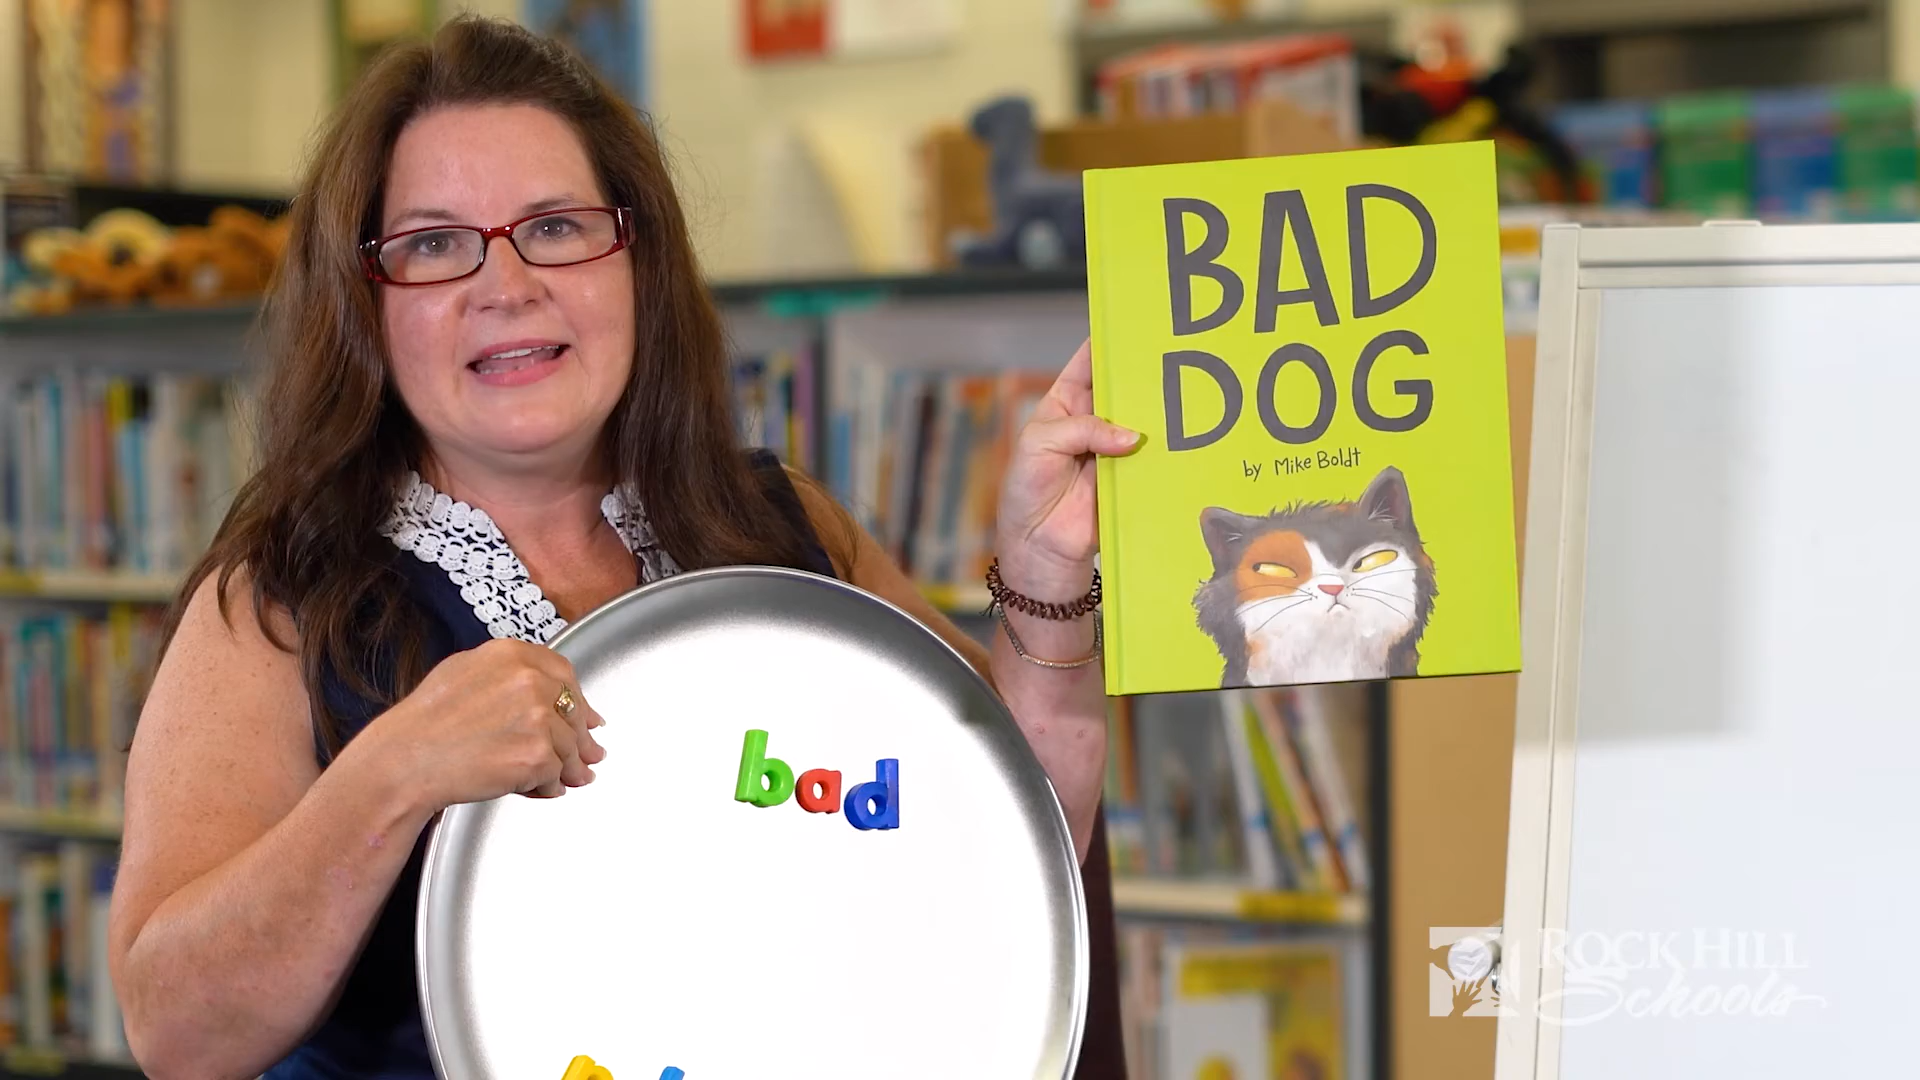 BAD
DOG
by Mike Boldt
bad
ROCK HILL
Schools